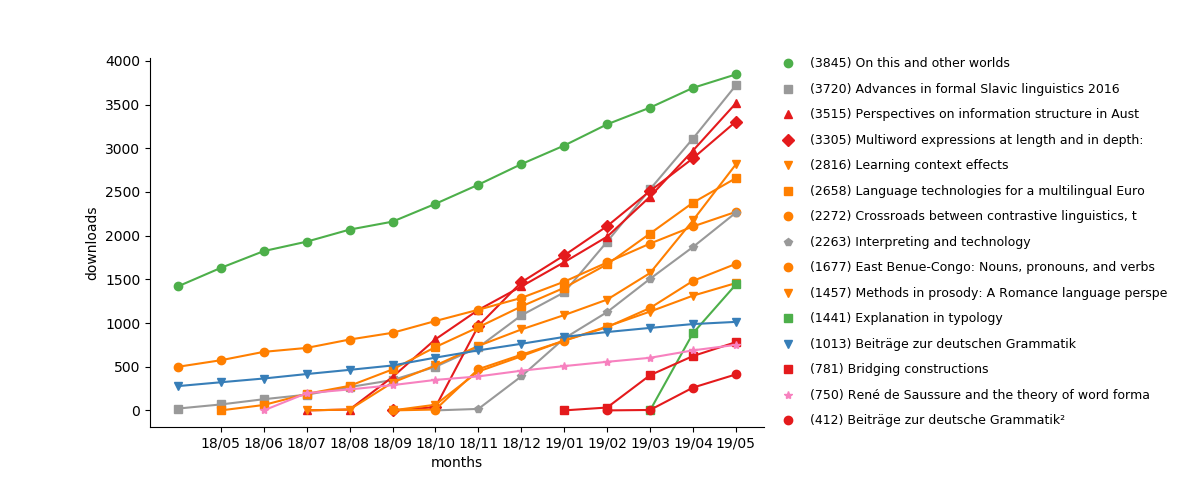 4000
3500
3000
2500
2000
1500
1000
500
0
downloads
18/05 18/06 18/07 18/08 18/09 18/10 18/11 18/12 19/01 19/02 19/03 19/04 19/05
months
(3845) On this and other worlds
(3720) Advances in formal Slavic linguistics 2016
(3515) Perspectives on information structure in Aust
(3305) Multiword expressions at length and in depth:
(2816) Learning context effects
(2658) Language technologies for a multilingual Euro
(2272) Crossroads between contrastive linguistics, t
(2263) Interpreting and technology
(1677) East Benue-Congo: Nouns, pronouns, and verbs
(1457) Methods in prosody: A Romance language perspe
(1441) Explanation in typology
(1013) Beiträge zur deutschen Grammatik
(781) Bridging constructions
(750) René de Saussure and the theory of word forma
(412) Beiträge zur deutsche Grammatik²